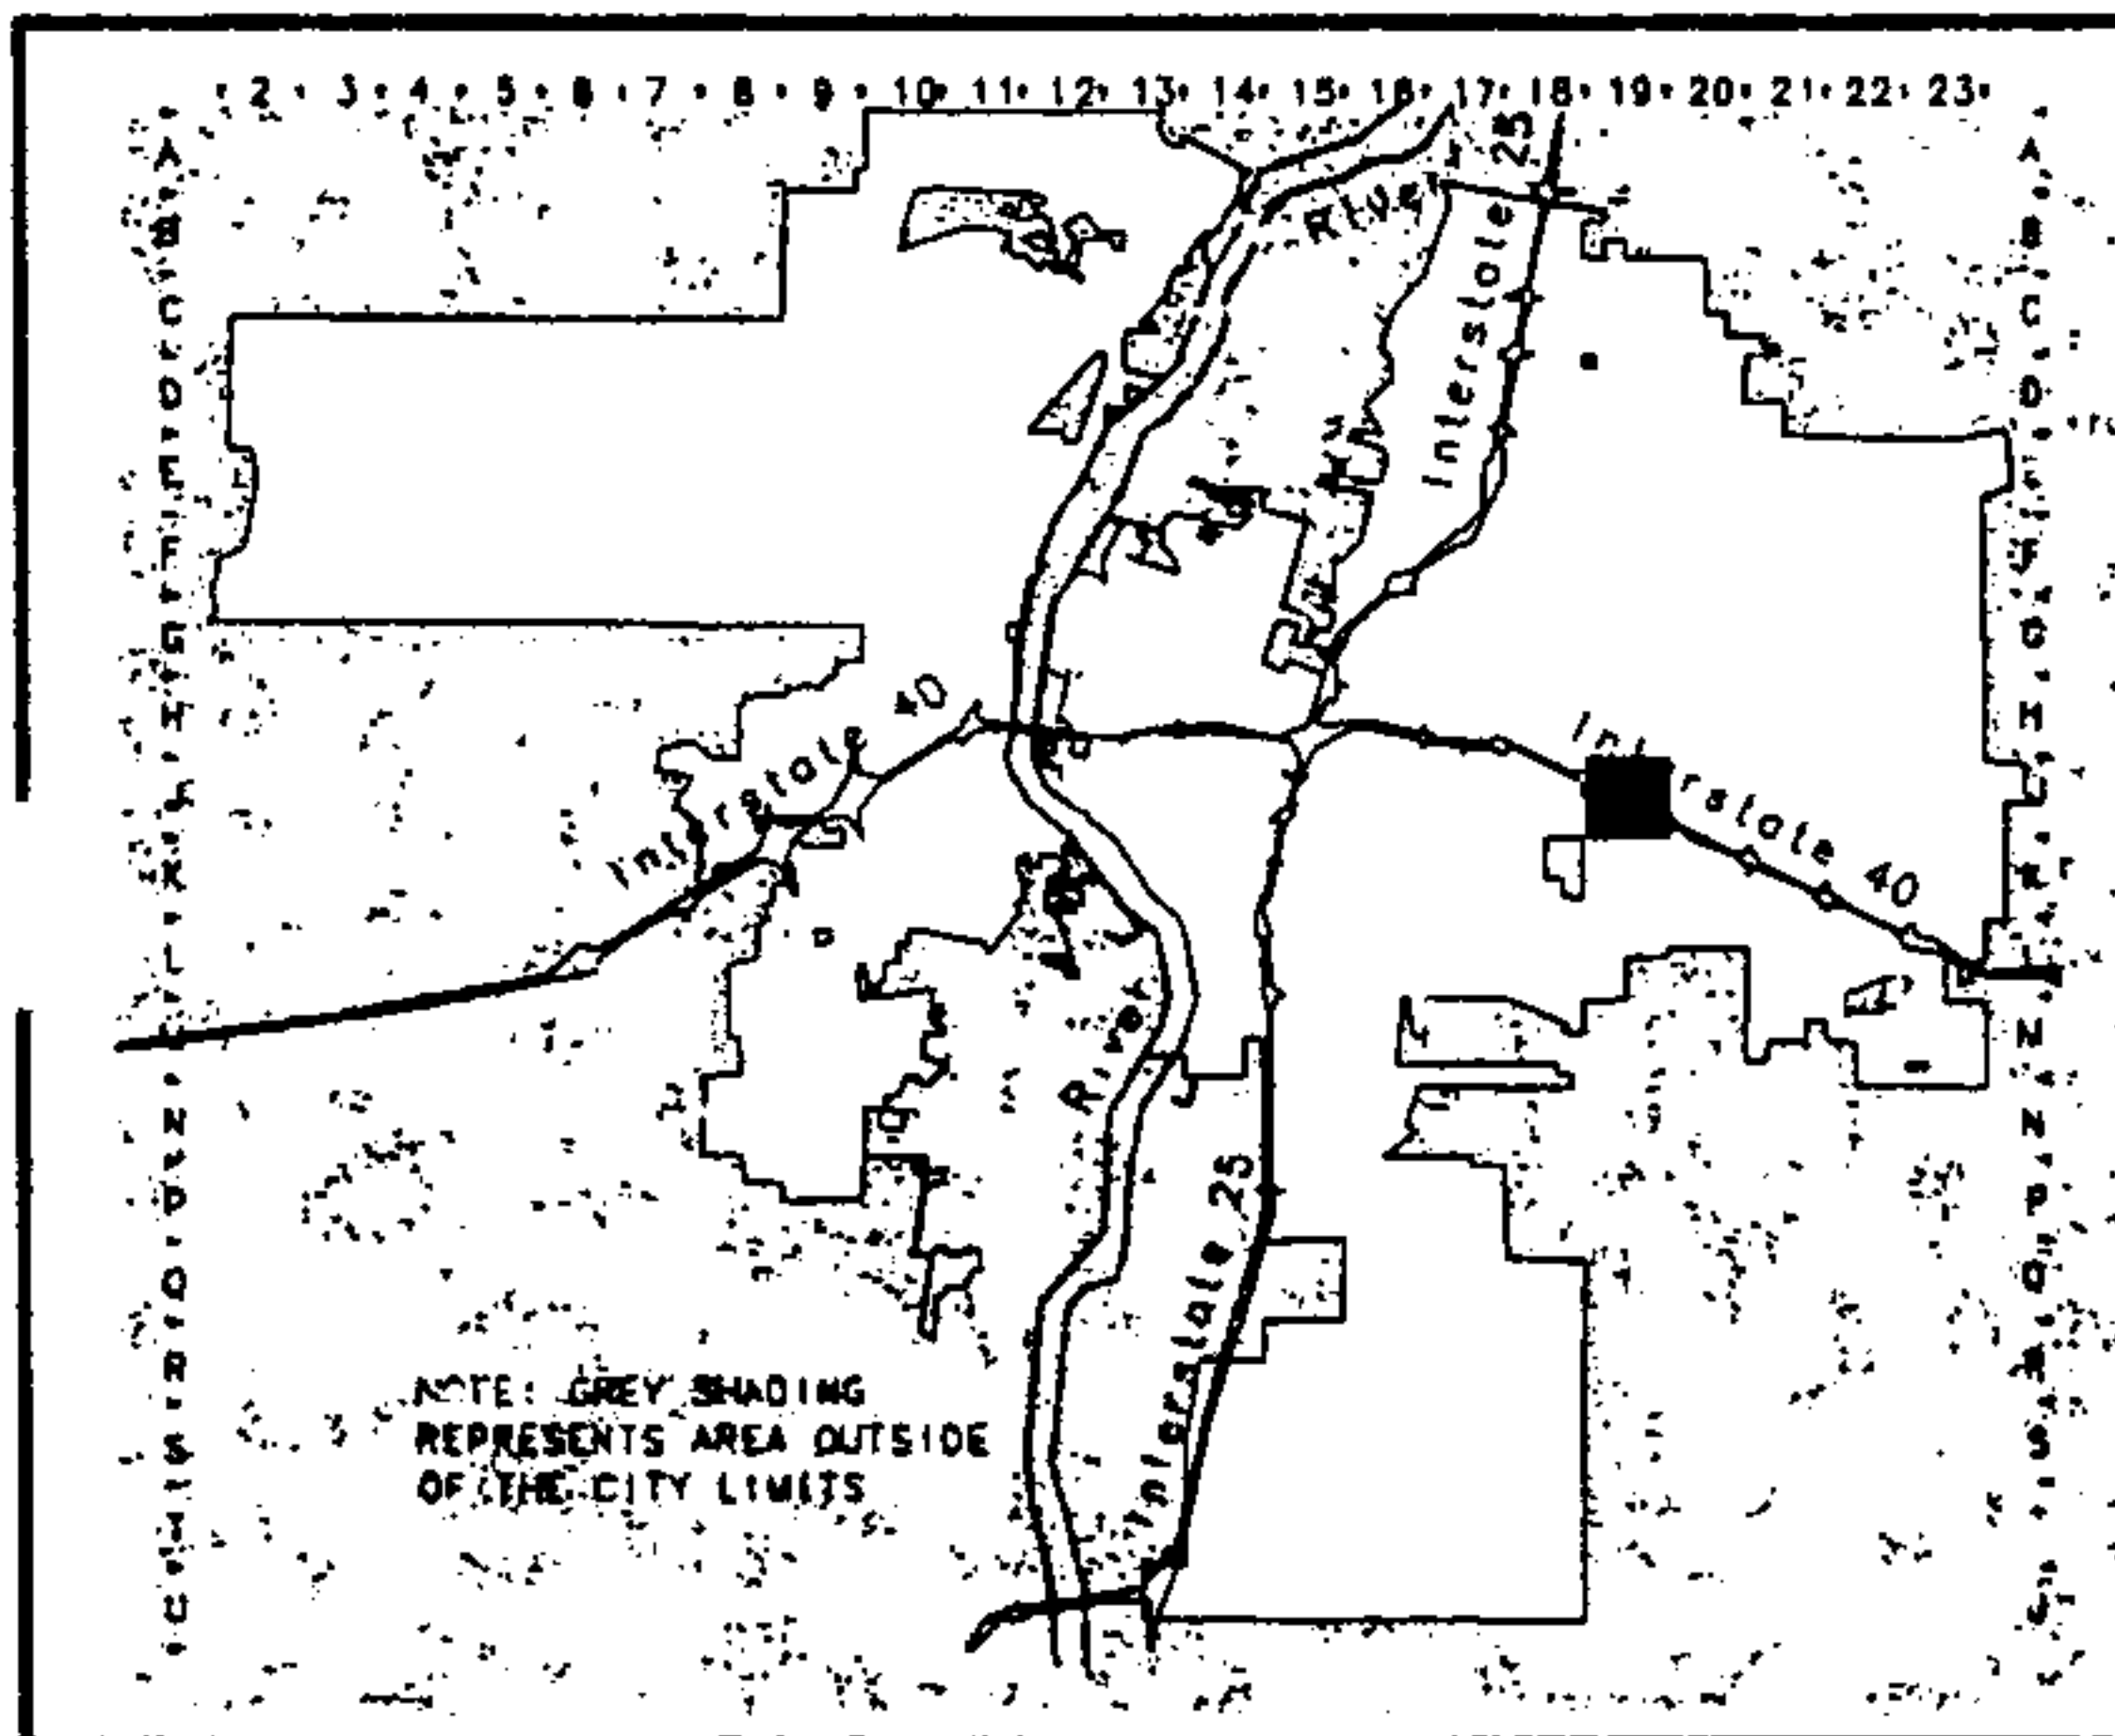 2 3 4 5 6 7 8 9 10 11 12 13 14 15 16 17 18 19 20 21 22 23
A A
B B
C C
D D
E
F
G G
H H
K K
L L
M
N N
P P
Q Q
R R
S S
T
U
River
Interstate 25
Interstate 40
Interstate 40
River
Interstate 25
NOTE: GREY SHADING
REPRESENTS AREA OUTSIDE
OF THE CITY LIMITS